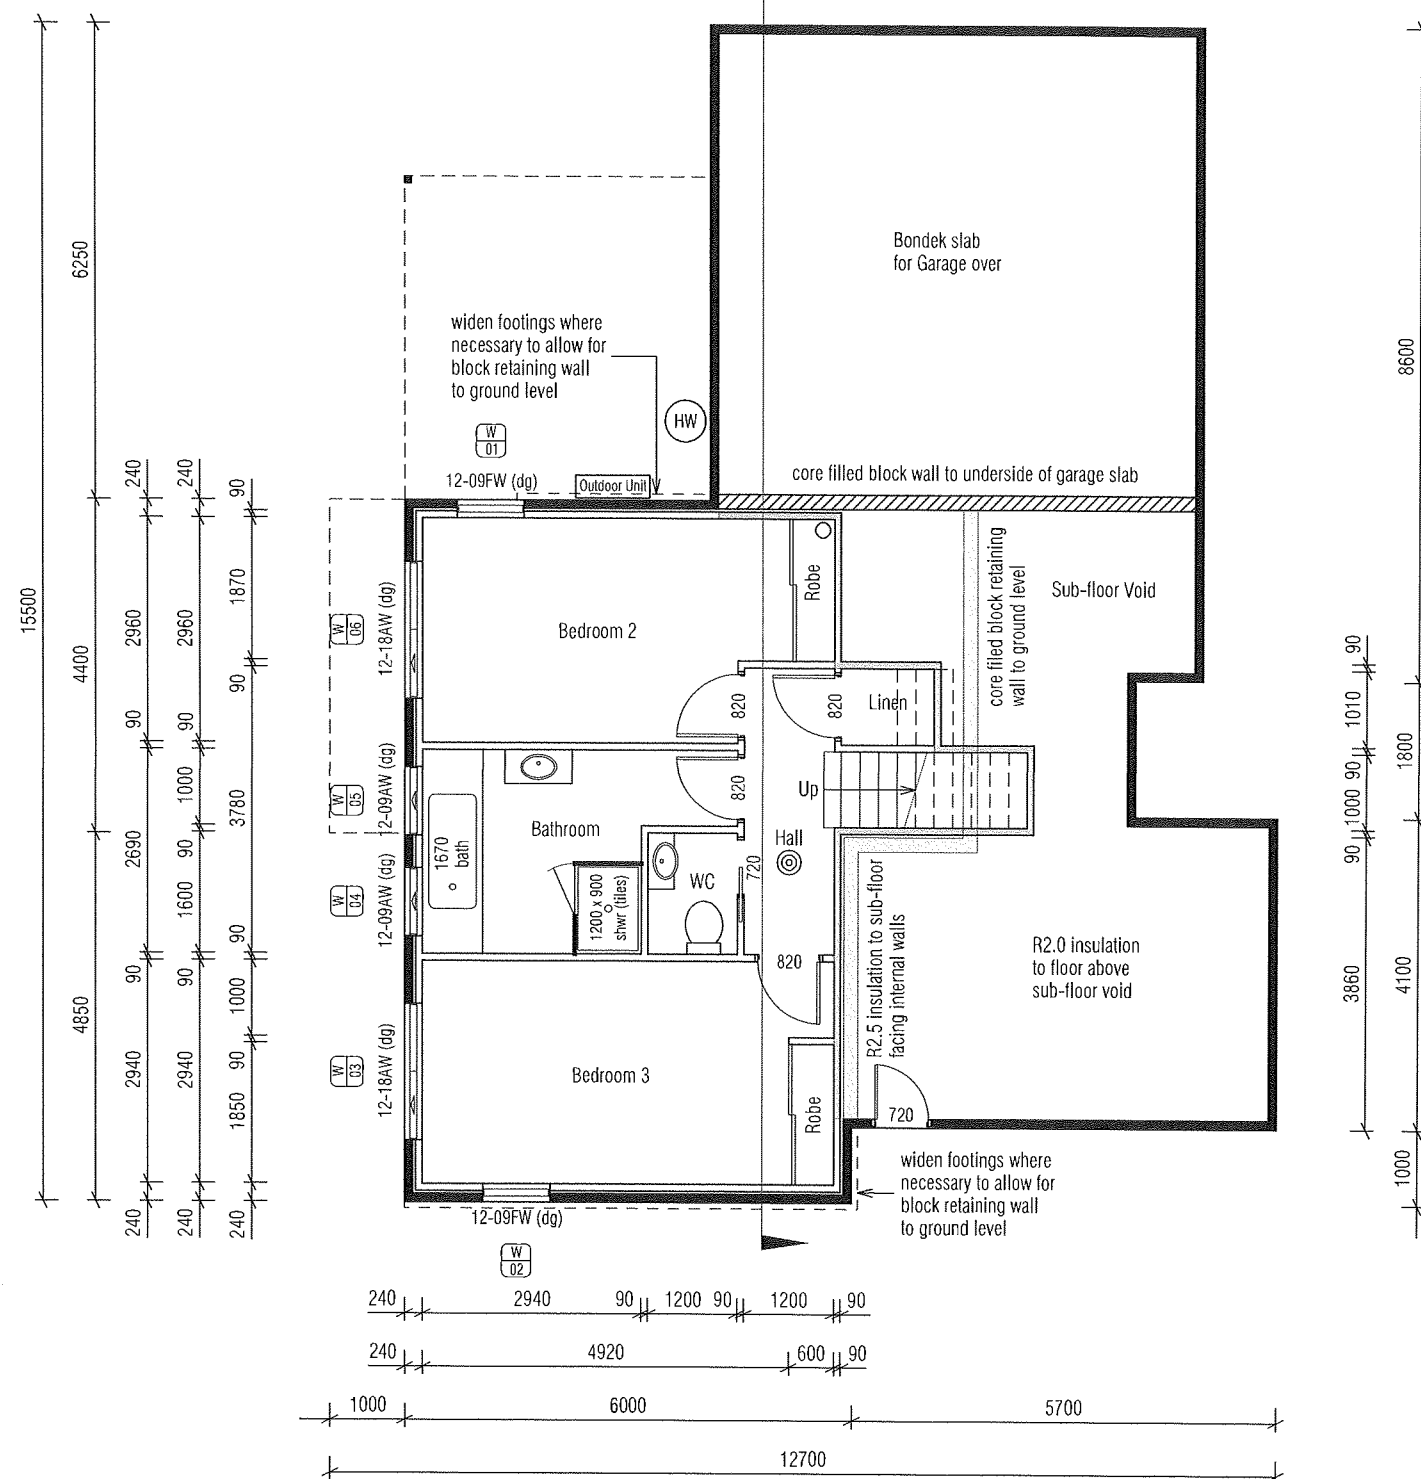 Bondek slab
for Garage over
widen footings where
necessary to allow for
block retaining wall
to ground level
HW
W
01
12-09FW (dg)
Outdoor Unit
core filled block wall to underside of garage slab
core filled block retaining
wall to ground level
Sub-floor Void
Robe
Bedroom 2
W
06
12-18AW (dg)
820
820
Linen
W
05
12-09AW (dg)
820
Up
Bathroom
Hall
1670
bath
W
04
12-09AW (dg)
1200 x 900
shwr (tiles)
WC
720
820
R2.5 insulation to sub-floor
facing internal walls
R2.0 insulation
to floor above
sub-floor void
W
03
12-18AW (dg)
Bedroom 3
Robe
720
widen footings where
necessary to allow for
block retaining wall
to ground level
12-09FW (dg)
W
02
15500
6250
4400
4850
240
2960
90
2690
90
2940
240
240
2960
90
1000
90
1600
90
2940
240
90
1870
90
3780
90
1000
90
1850
240
90
1010
90
1000
90
3860
8600
1800
4100
1000
240 2940 90 1200 90 1200 90
240 4920 600 90
1000 6000 5700
12700